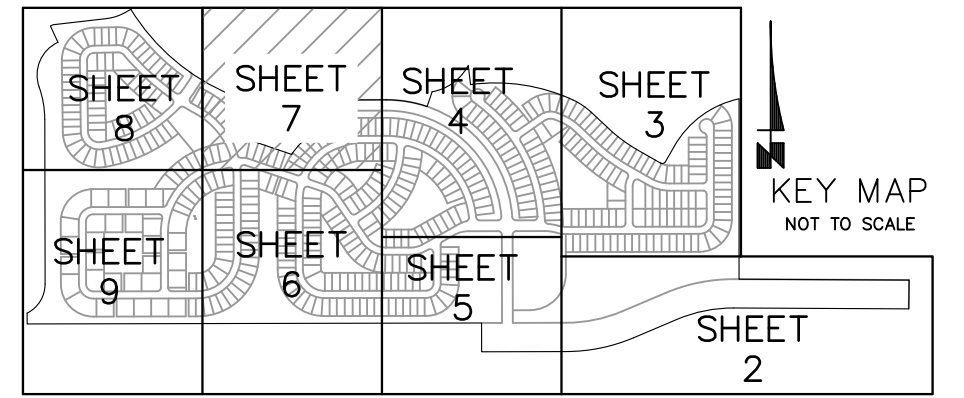 SHEET
8
SHEET
7
SHEET
4
SHEET
3
KEY MAP
NOT TO SCALE
SHEET
9
SHEET
6
SHEET
5
SHEET
2